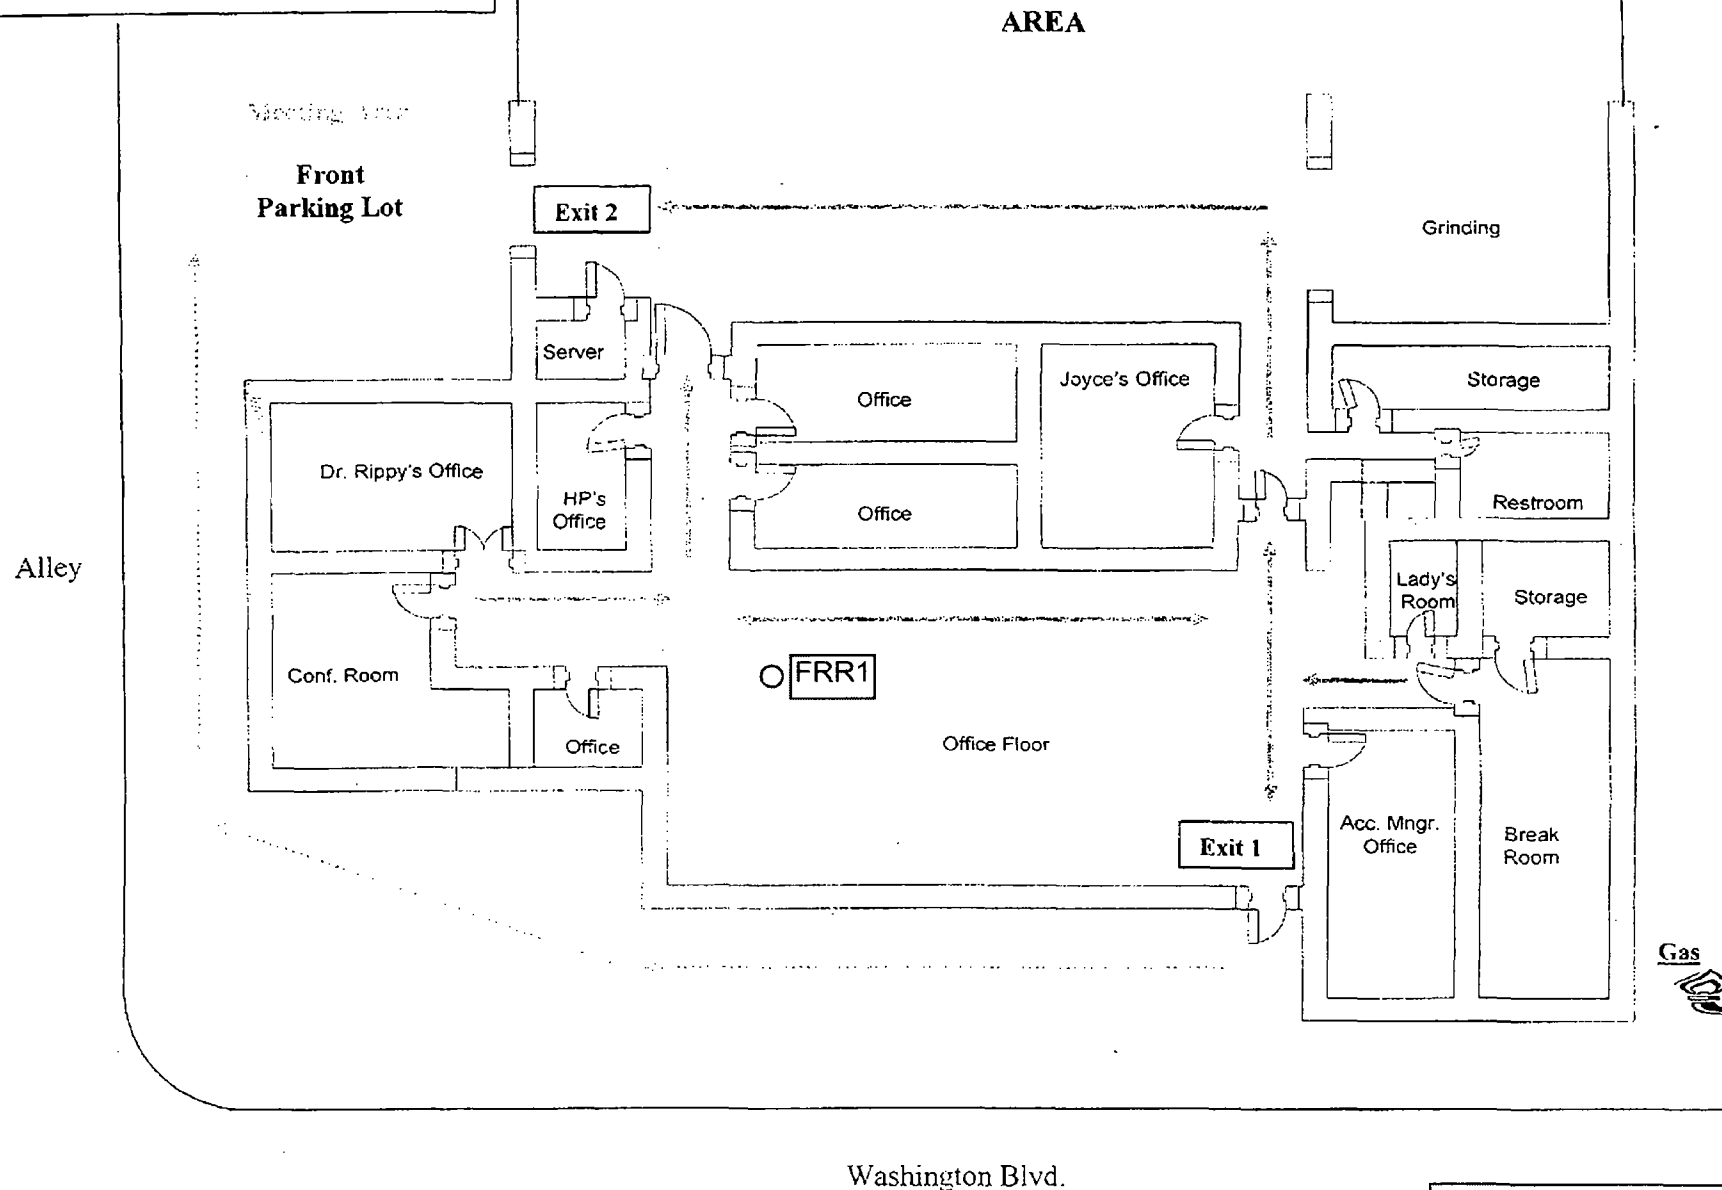 AREA
Meeting Area
Front
Parking Lot
Exit 2
Grinding
Server
Office
Joyce's Office
Storage
Dr. Rippy's Office
HP's
Office
Office
Restroom
Alley
Lady's
Room
Storage
Conf. Room
FRR1
Office
Office Floor
Exit 1
Acc. Mngr.
Office
Break
Room
Gas
Washington Blvd.